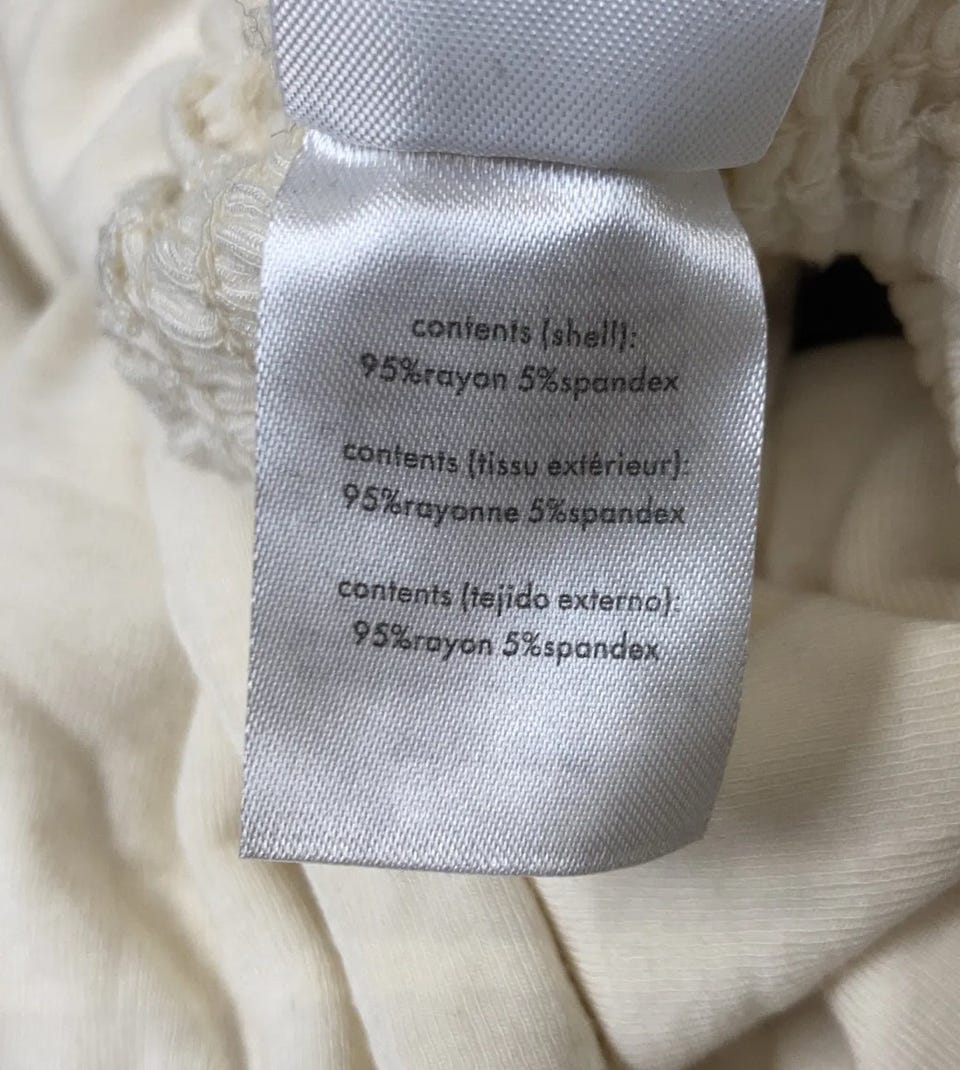 contents (shell):
95%rayon 5%spandex
contents (tissu extérieur):
95%rayonne 5%spandex
contents (tejido externo):
95%rayon 5%spandex